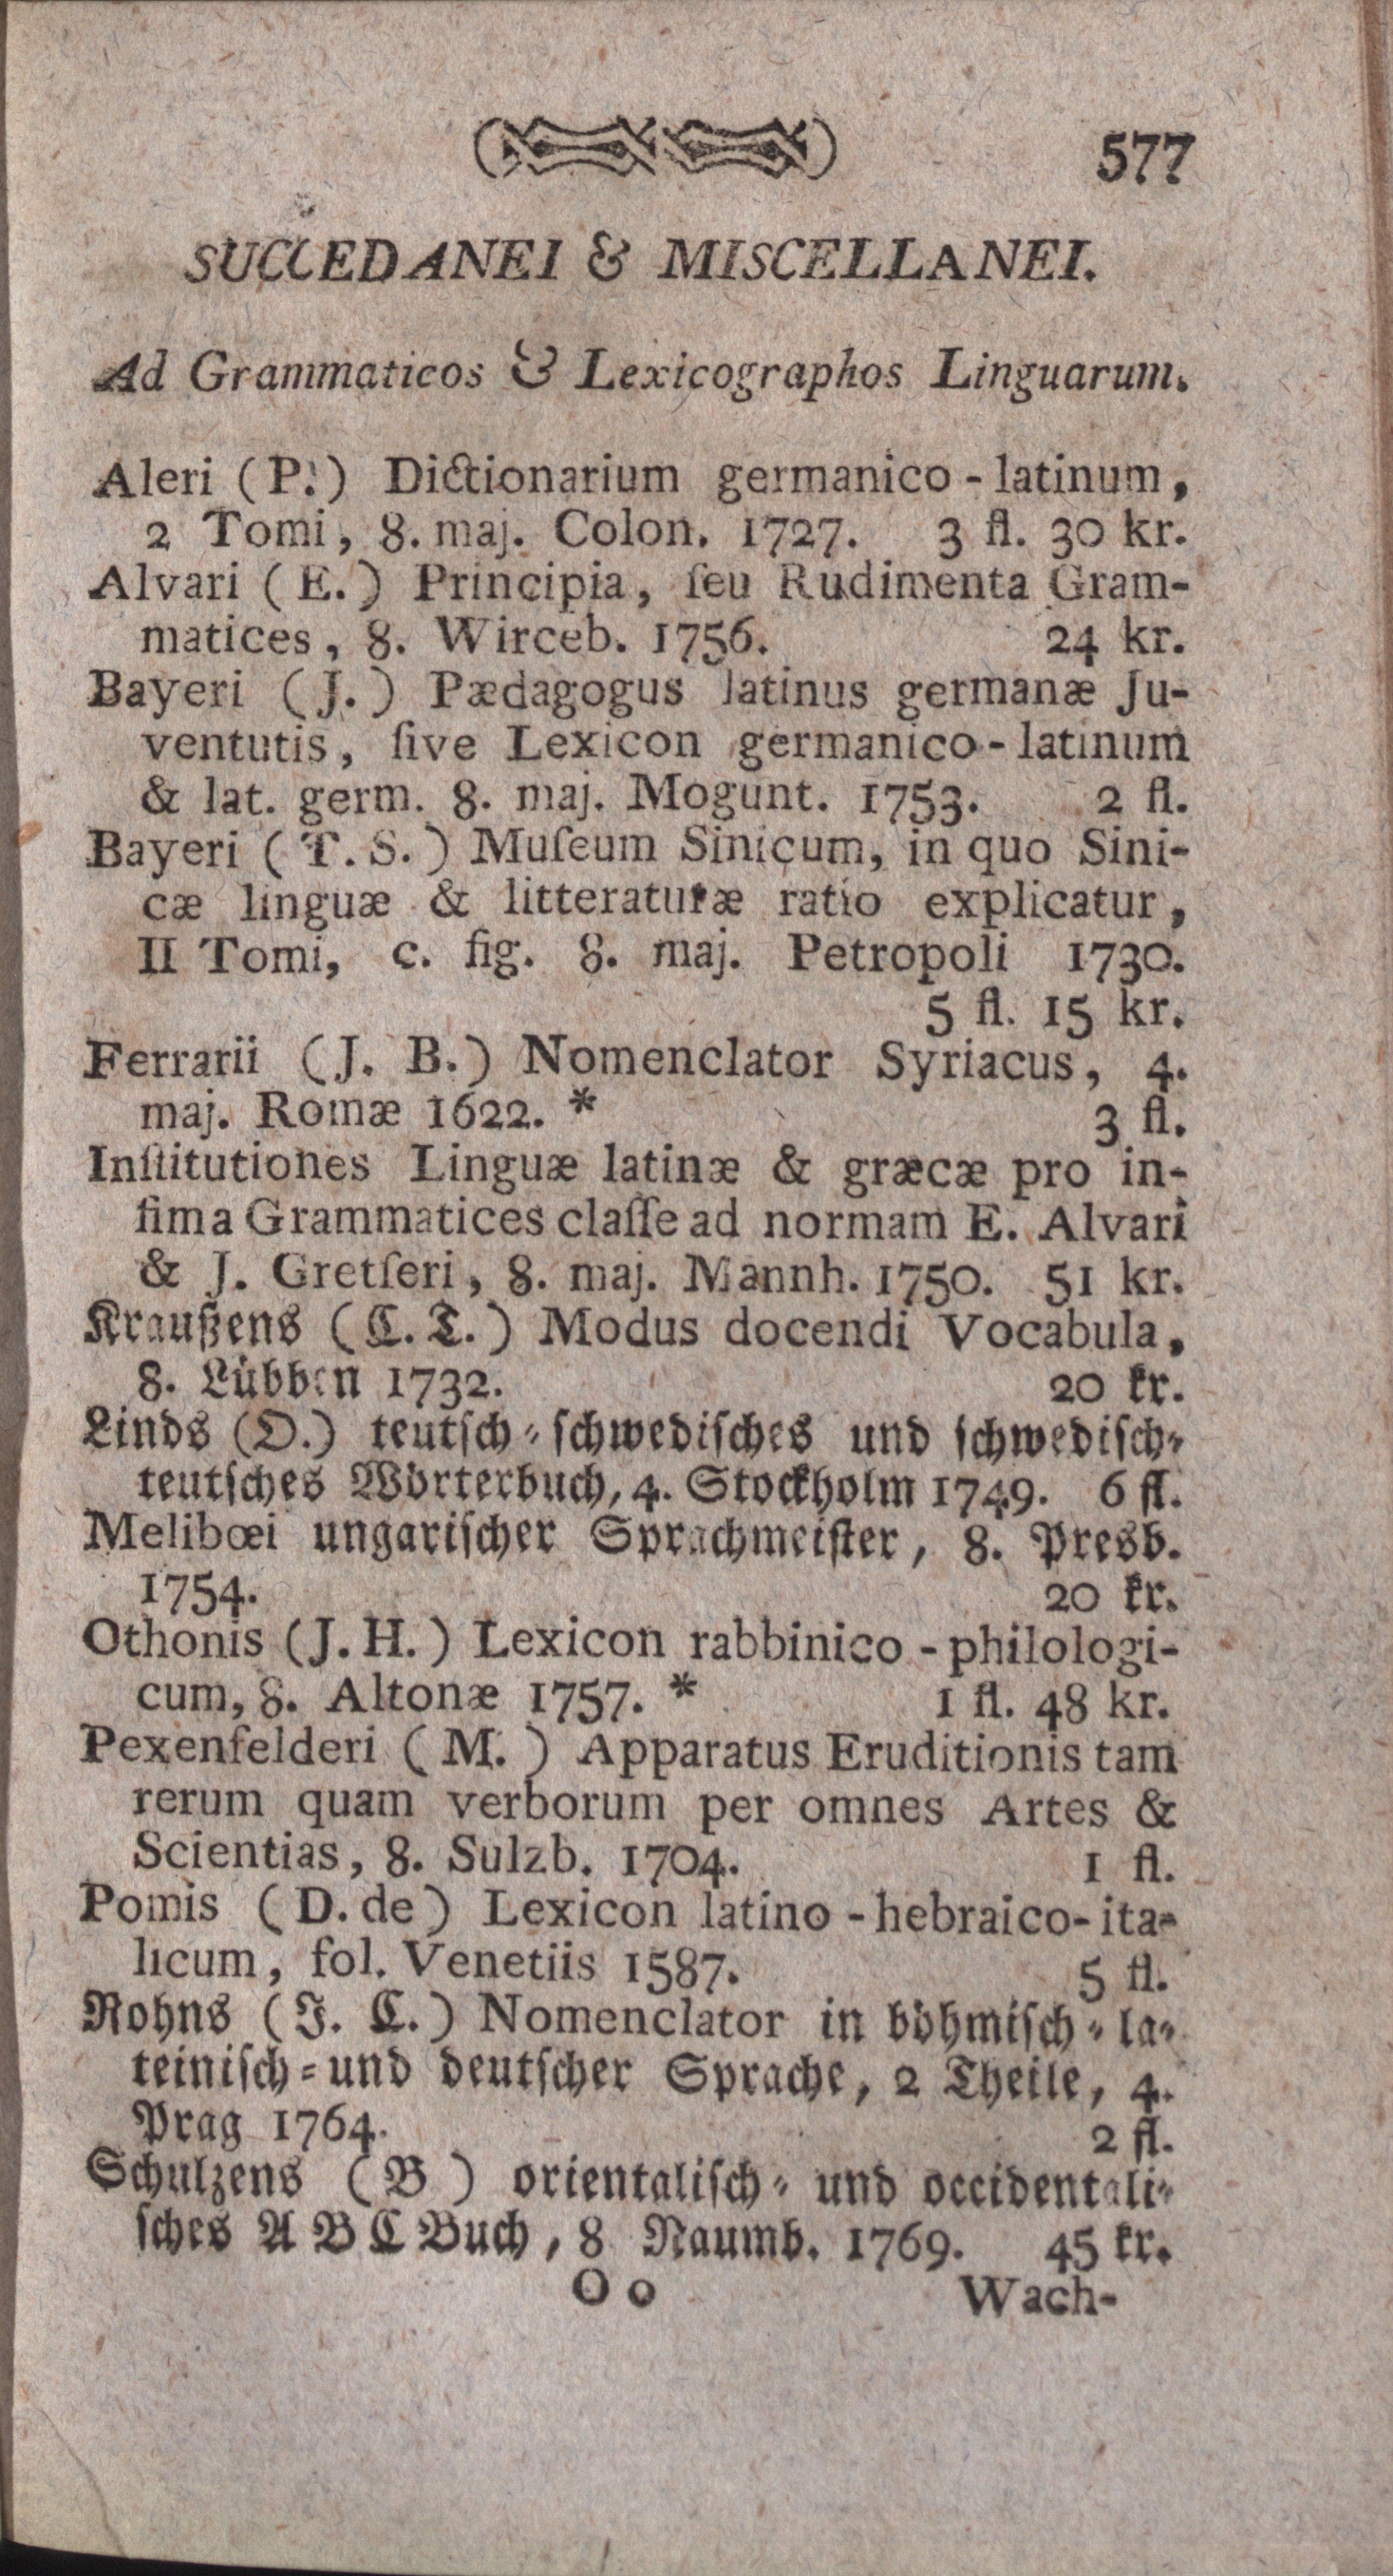 577
SUCCEDANEI & MISCELLANEI.
Ad Grammaticos & Lexicographos Linguarum.
Aleri (P.) Dictionarium germanico-latinum,
2 Tomi, 8. maj. Colon. 1727. 3 fl. 30 kr.
Alvari (E.) Principia, ſeu Rudimenta Gram-
matices, 8. Wirceb. 1756. 24 kr.
Bayeri (J.) Pædagogus latinus germanæ Ju-
ventutis, ſive Lexicon germanico-latinum
& lat. germ. 8. maj. Mogunt. 1753. 2 fl.
Bayeri (T.S.) Muſeum Sinicum, in quo Sini-
cæ linguæ & litteraturæ ratio explicatur,
II Tomi, c. fig. 8. maj. Petropoli 1730.
5 fl. 15 kr.
Ferrarii (J. B.) Nomenclator Syriacus, 4.
maj. Romæ 1622. * 3 fl.
Inſtitutiones Linguæ latinæ & græcæ pro in-
fima Grammatices claſſe ad normam E. Alvari
& J. Gretſeri, 8. maj. Mannh. 1750. 51 kr.
Kraußens (C.T.) Modus docendi Vocabula,
8. Lübben 1732. 20 kr.
Linds (O.) teutſch-ſchwediſches und ſchwediſch-
teutſches Wörterbuch, 4. Stockholm 1749. 6 fl.
Melibœi ungariſcher Sprachmeiſter, 8. Presb.
1754. 20 kr.
Othonis (J.H.) Lexicon rabbinico-philologi-
cum, 8. Altonæ 1757. * 1 fl. 48 kr.
Pexenfelderi (M.) Apparatus Eruditionis tam
rerum quam verborum per omnes Artes &
Scientias, 8. Sulzb. 1704. 1 fl.
Pomis (D. de) Lexicon latino-hebraico-ita-
licum, fol. Venetiis 1587. 5 fl.
Rohns (J. C.) Nomenclator in böhmiſch-la-
teiniſch-und deutſcher Sprache, 2 Theile, 4.
Prag 1764. 2 fl.
Schulzens (B) orientaliſch- und occidentali-
ſches A B C Buch, 8 Naumb. 1769. 45 kr.
O o Wach-